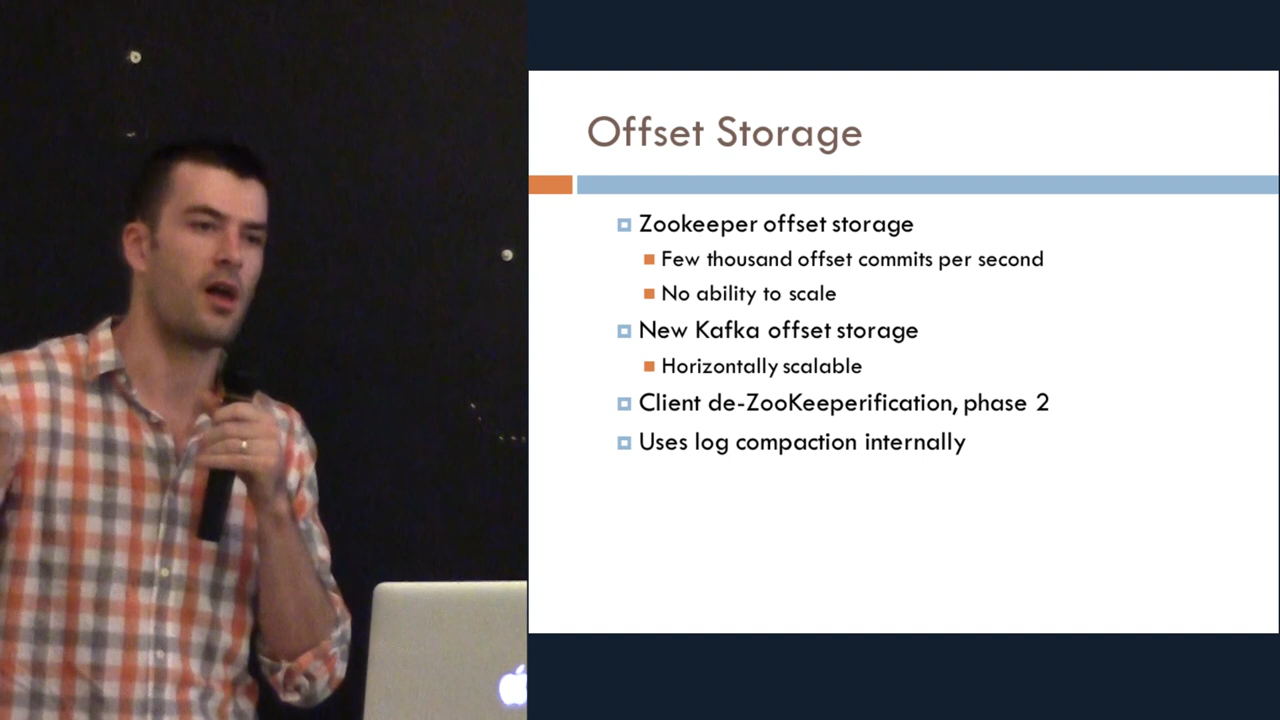 Offset Storage
Zookeeper offset storage
Few thousand offset commits per second
No ability to scale
New Kafka offset storage
Horizontally scalable
Client de-ZooKeeperification, phase 2
Uses log compaction internally